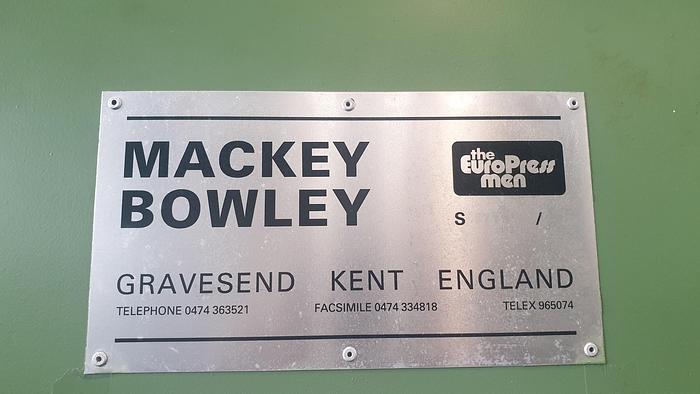 MACKEY
BOWLEY
the
EuroPress
men
S /
GRAVESEND KENT ENGLAND
TELEPHONE 0474 363521 FACSIMILE 0474 334818 TELEX 965074